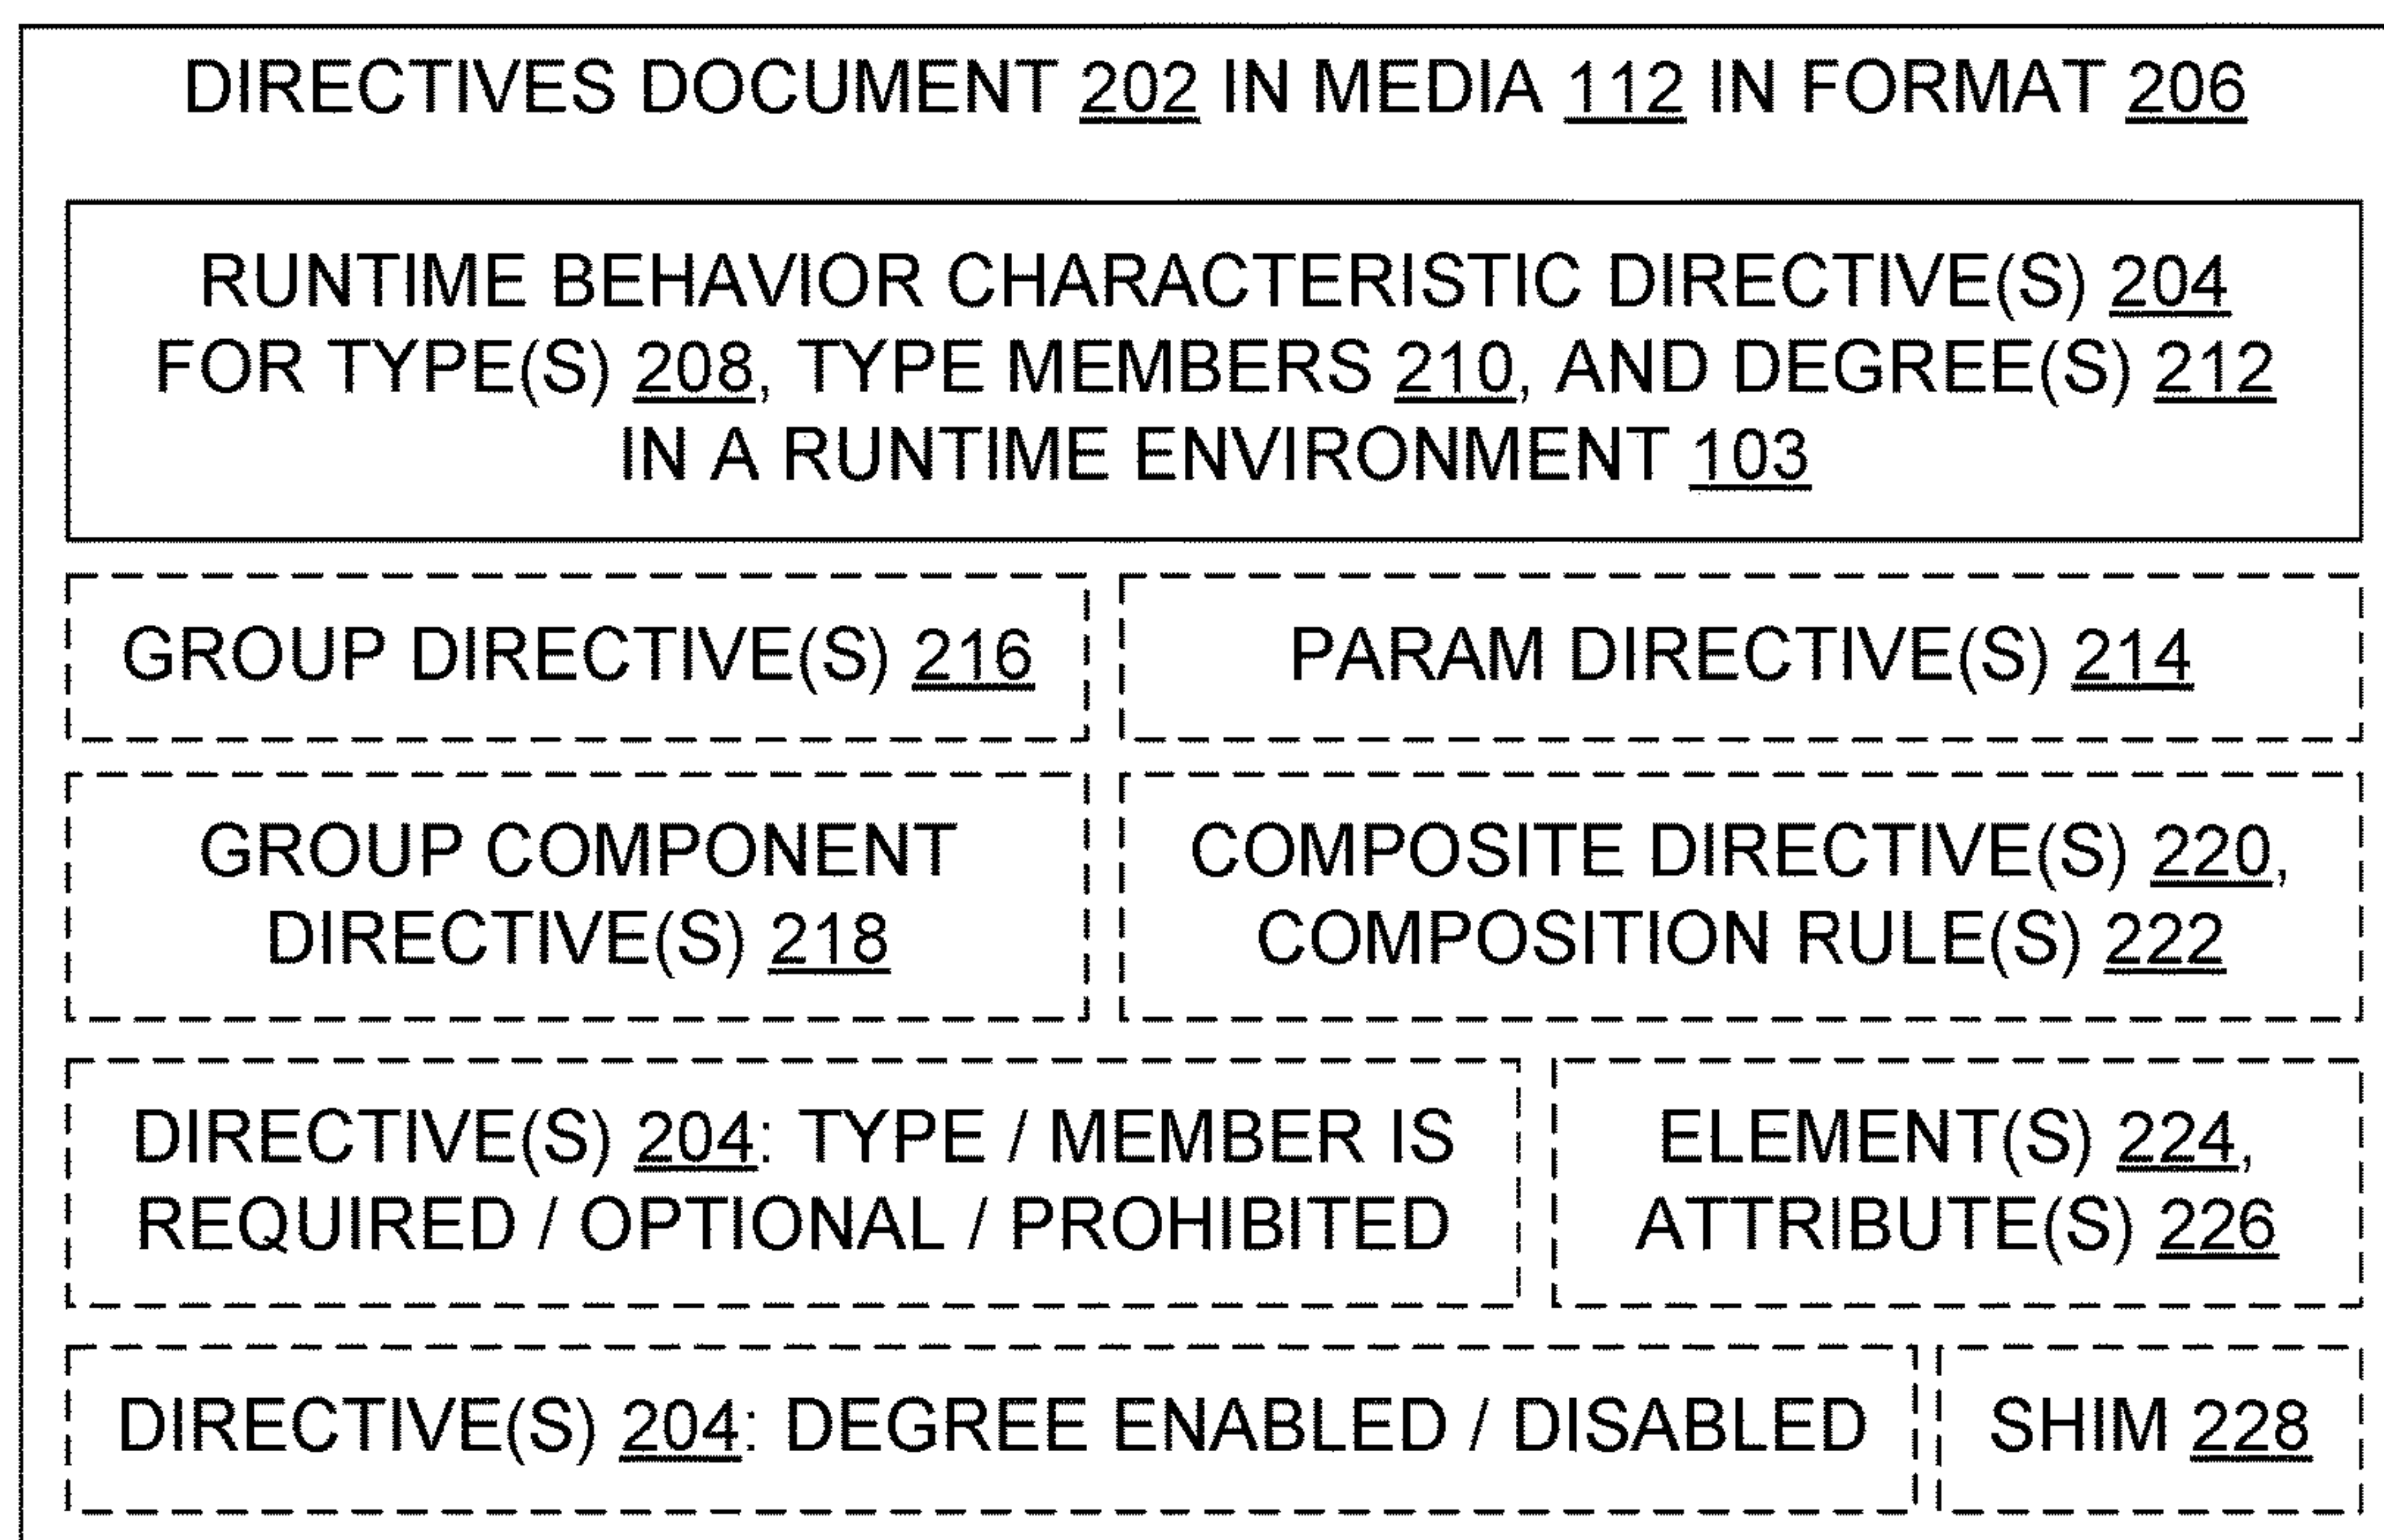 DIRECTIVES DOCUMENT 202 IN MEDIA 112 IN FORMAT 206
RUNTIME BEHAVIOR CHARACTERISTIC DIRECTIVE(S) 204
FOR TYPE(S) 208, TYPE MEMBERS 210, AND DEGREE(S) 212
IN A RUNTIME ENVIRONMENT 103
GROUP DIRECTIVE(S) 216
PARAM DIRECTIVE(S) 214
GROUP COMPONENT
DIRECTIVE(S) 218
COMPOSITE DIRECTIVE(S) 220,
COMPOSITION RULE(S) 222
DIRECTIVE(S) 204: TYPE / MEMBER IS
REQUIRED / OPTIONAL / PROHIBITED
ELEMENT(S) 224,
ATTRIBUTE(S) 226
DIRECTIVE(S) 204: DEGREE ENABLED / DISABLED
SHIM 228